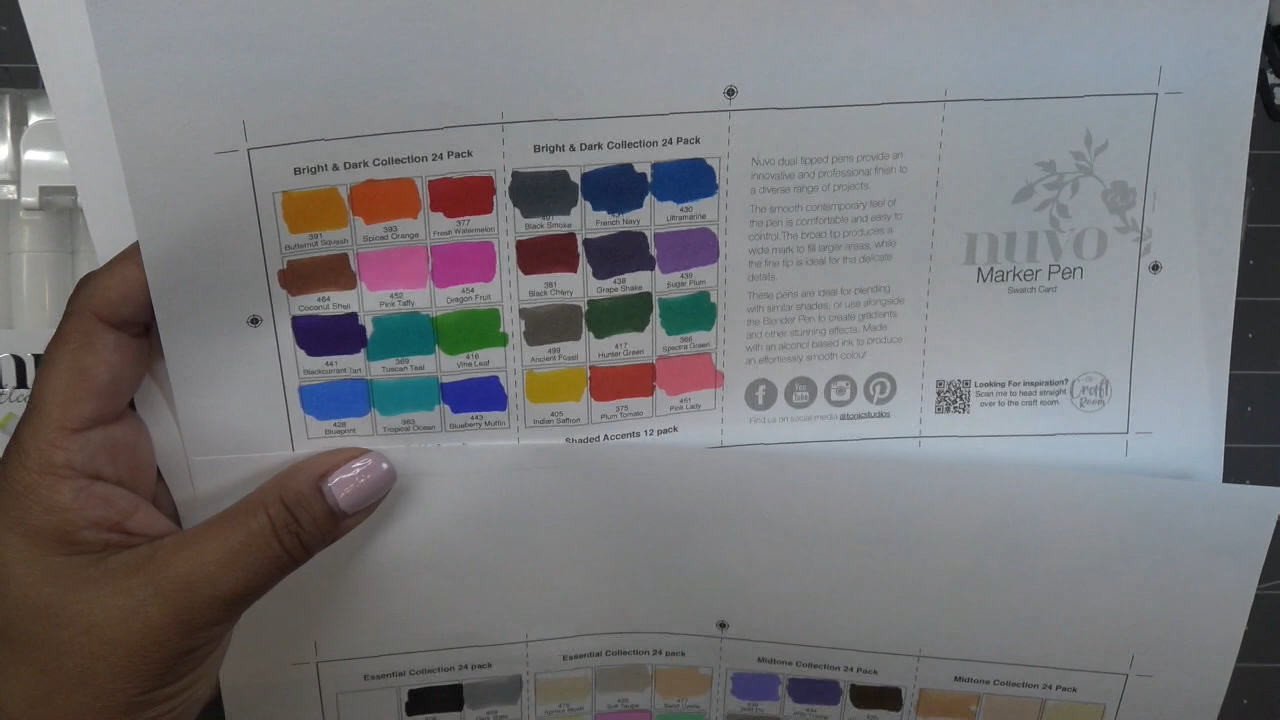 Bright & Dark Collection 24 Pack
391
Butternut Squash
393
Spiced Orange
377
Fresh Watermelon
464
Coconut Shell
452
Pink Taffy
454
Dragon Fruit
441
Blackcurrant Tart
369
Tuscan Teal
416
Vine Leaf
428
Blueprint
363
Tropical Ocean
443
Blueberry Muffin
Bright & Dark Collection 24 Pack
Black Smoke
French Navy
430
Ultramarine
381
Black Cherry
438
Grape Shake
439
Sugar Plum
499
Ancient Fossil
417
Hunter Green
366
Spectra Green
405
Indian Saffron
375
Plum Tomato
451
Pink Lady
Shaded Accents 12 pack
Nuvo dual tipped pens provide an
innovative and professional finish to
a diverse range of projects.
The smooth contemporary feel of
the pen is comfortable and easy to
control.The broad tip produces a
wide mark to fill larger areas, while
the fine tip is ideal for the delicate
details.
These pens are ideal for blending
with similar shades, or use alongside
the Blender Pen to create gradients
and other stunning effects. Made
with an alcohol based ink to produce
an effortlessly smooth colour
You
Tube
Find us on social media @tonicstudios
nuvo
Marker Pen
Swatch Card
Looking For inspiration?
Scan me to head straight
over to the craft room.
Craft
Room
Essential Collection 24 pack
Essential Collection 24 pack
Soft Taupe
Midtone Collection 24 Pack
Midtone Collection 24 Pack